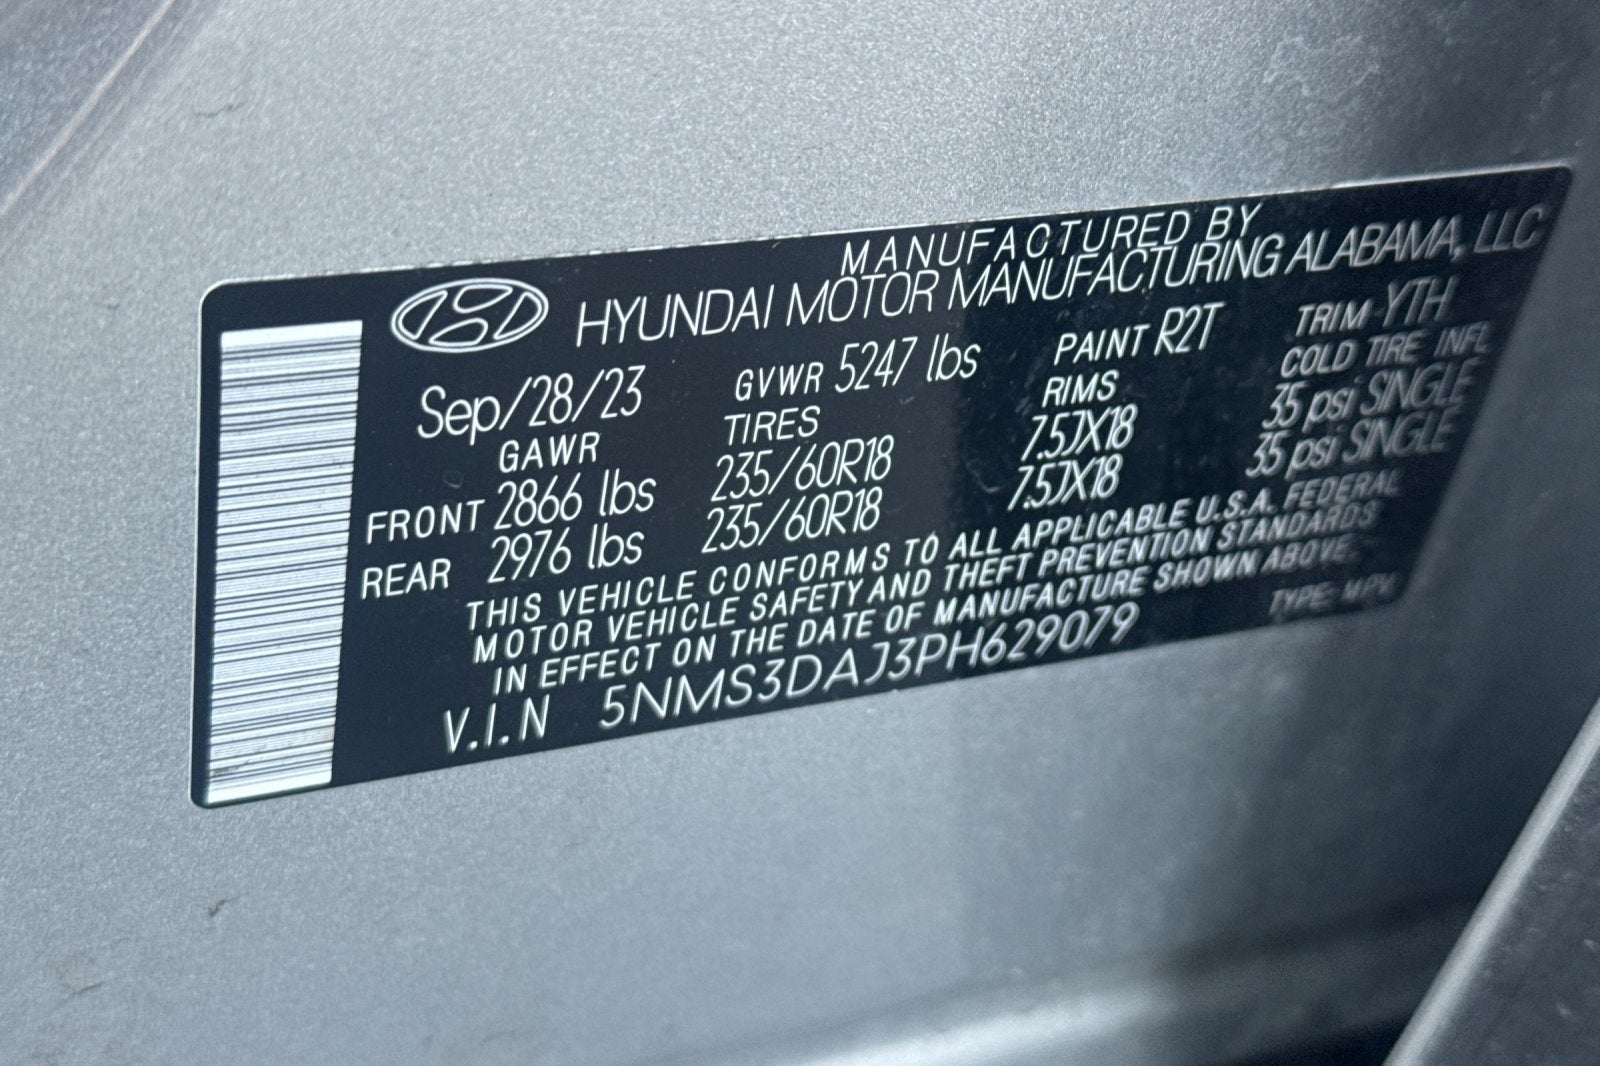 MANUFACTURED BY
HYUNDAI MOTOR MANUFACTURING ALABAMA, LLC
Sep/28/23 GVWR 5247 lbs PAINT R2T TRIM YTH
GAWR TIRES RIMS COLD TIRE INFL
FRONT 2866 lbs 235/60R18 7.5JX18 35 psi SINGLE
REAR 2976 lbs 235/60R18 7.5JX18 35 psi SINGLE
THIS VEHICLE CONFORMS TO ALL APPLICABLE U.S.A. FEDERAL
MOTOR VEHICLE SAFETY AND THEFT PREVENTION STANDARDS
IN EFFECT ON THE DATE OF MANUFACTURE SHOWN ABOVE.
V.I.N 5NMS3DAJ3PH629079 TYPE: MPV